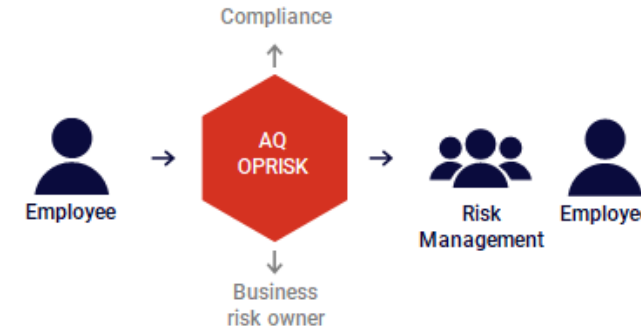 Compliance
AQ
OPRISK
Employee
Risk
Management
Employe
Business
risk owner